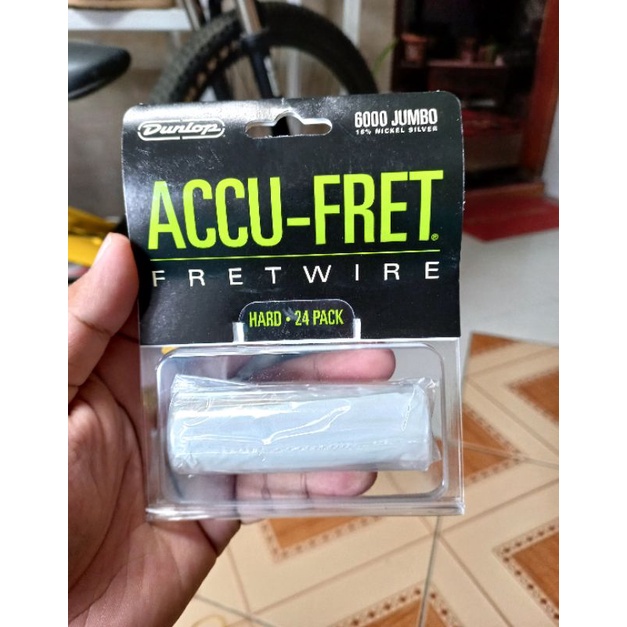 Dunlop
6000 JUMBO
18% NICKEL SILVER
ACCU-FRET®
FRETWIRE
HARD • 24 PACK